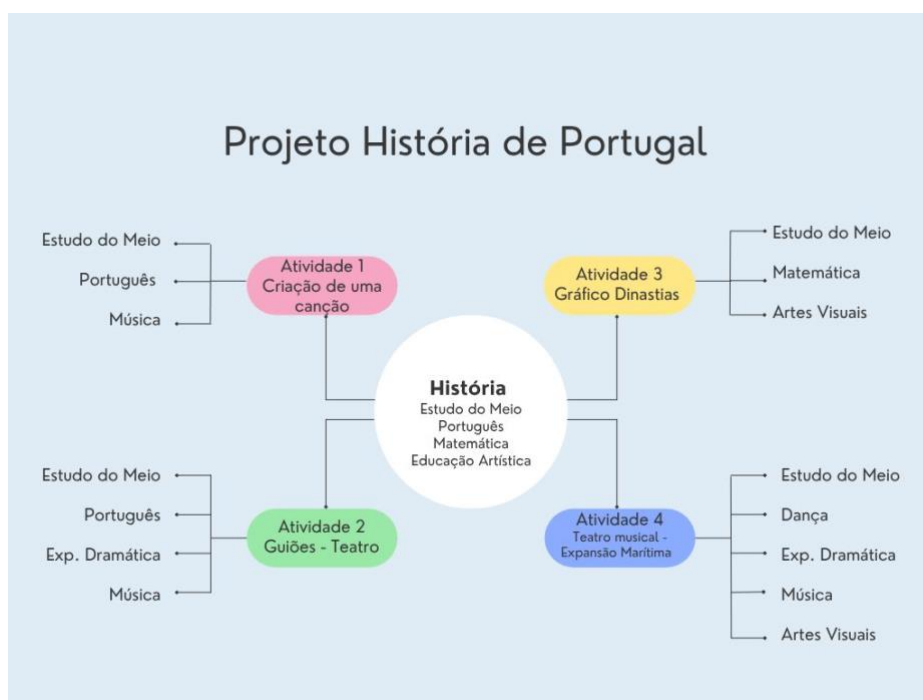 Projeto História de Portugal
Estudo do Meio
Português
Música
Atividade 1
Criação de uma
canção
Atividade 3
Gráfico Dinastias
Estudo do Meio
Matemática
Artes Visuais
História
Estudo do Meio
Português
Matemática
Educação Artística
Estudo do Meio
Português
Exp. Dramática
Música
Atividade 2
Guiões - Teatro
Atividade 4
Teatro musical -
Expansão Marítima
Estudo do Meio
Dança
Exp. Dramática
Música
Artes Visuais